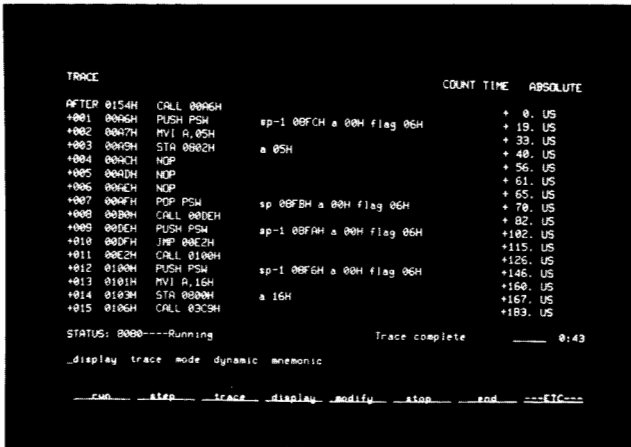 TRACE COUNT TIME ABSOLUTE
AFTER 0154H CALL 00A6H + 0. US
+001 00A6H PUSH PSW sp-1 0BFCH a 00H flag 06H + 19. US
+002 00A7H MVI A,05H + 33. US
+003 00A9H STA 0802H a 05H + 40. US
+004 00ACH NOP + 56. US
+005 00ADH NOP + 61. US
+006 00AEH NOP + 65. US
+007 00AFH POP PSW sp 0BFBH a 00H flag 06H + 70. US
+008 00B0H CALL 00DEH + 82. US
+009 00DEH PUSH PSW sp-1 0BFAH a 00H flag 06H +102. US
+010 00DFH JMP 00E2H +115. US
+011 00E2H CALL 0100H +126. US
+012 0100H PUSH PSW sp-1 0BF6H a 00H flag 06H +146. US
+013 0101H MVI A,16H +160. US
+014 0103H STA 0800H a 16H +167. US
+015 0106H CALL 03C9H +183. US
STATUS: 8080----Running Trace complete 0:43
_display trace mode dynamic mnemonic
run step trace display modify stop end ---ETC---